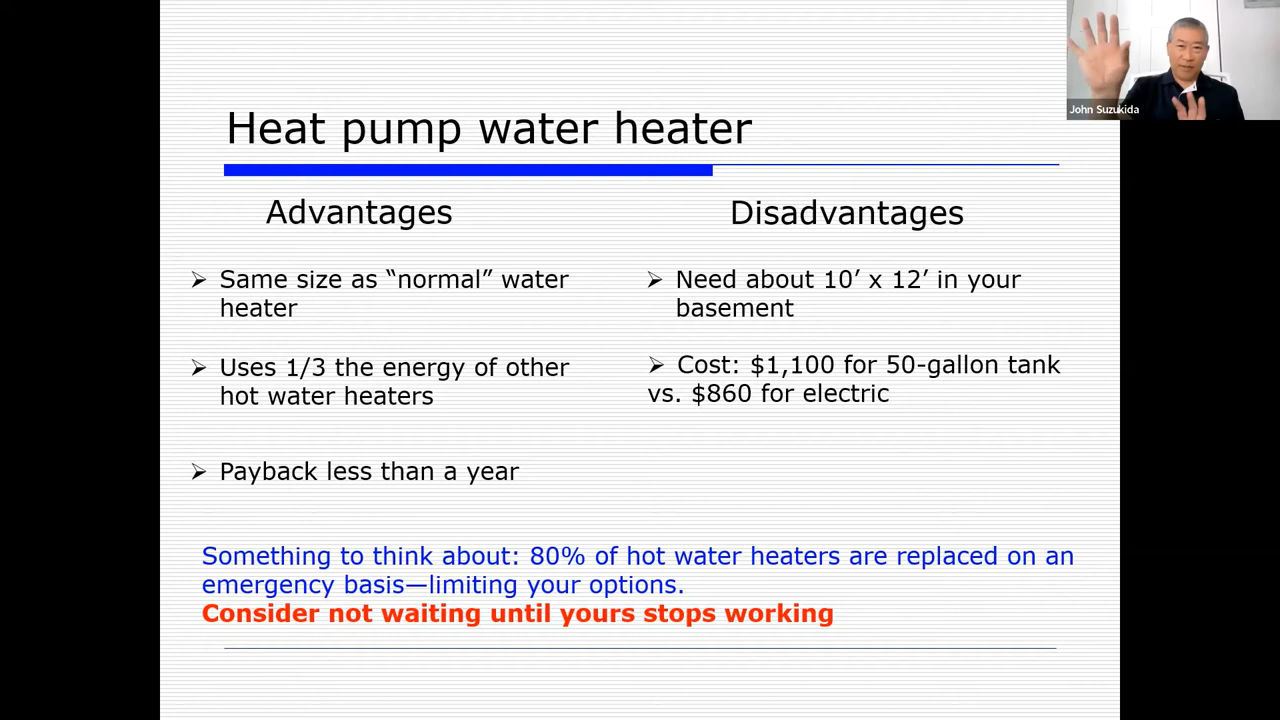 John Suzukida
Heat pump water heater
Advantages
➢ Same size as “normal” water
heater
➢ Uses 1/3 the energy of other
hot water heaters
➢ Payback less than a year
Disadvantages
➢ Need about 10’ x 12’ in your
basement
➢ Cost: $1,100 for 50-gallon tank
vs. $860 for electric
Something to think about: 80% of hot water heaters are replaced on an
emergency basis—limiting your options.
Consider not waiting until yours stops working